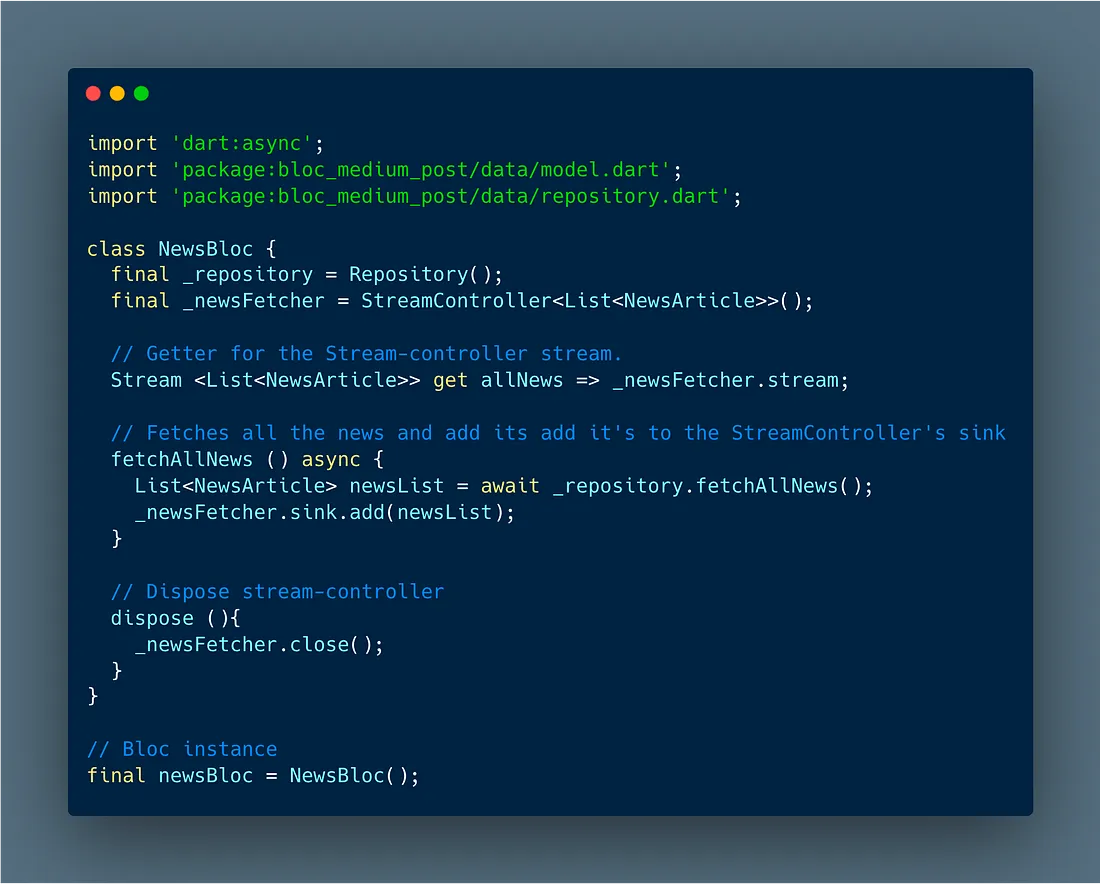 import 'dart:async';
import 'package:bloc_medium_post/data/model.dart';
import 'package:bloc_medium_post/data/repository.dart';
class NewsBloc {
final _repository = Repository();
final _newsFetcher = StreamController<List<NewsArticle>>();
// Getter for the Stream-controller stream.
Stream <List<NewsArticle>> get allNews => _newsFetcher.stream;
// Fetches all the news and add its add it's to the StreamController's sink
fetchAllNews () async {
List<NewsArticle> newsList = await _repository.fetchAllNews();
_newsFetcher.sink.add(newsList);
}
// Dispose stream-controller
dispose (){
_newsFetcher.close();
}
}
// Bloc instance
final newsBloc = NewsBloc();